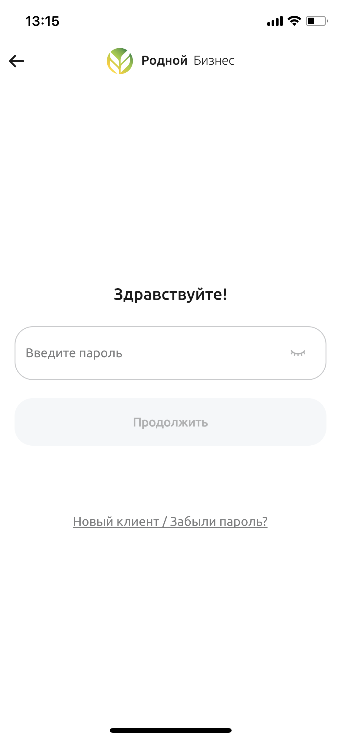 13:15
Родной Бизнес
Здравствуйте!
Введите пароль
Продолжить
Новый клиент / Забыли пароль?